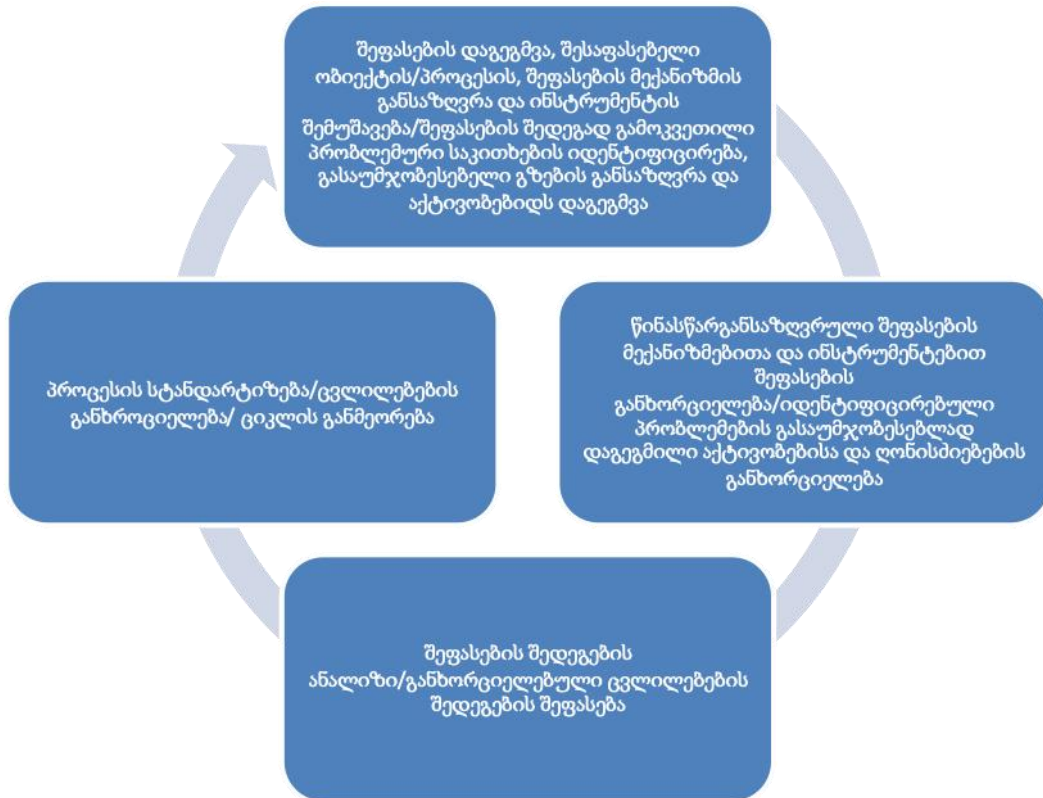 შეფასების დაგეგმვა, შესაფასებელი
ობიექტის/პროცესის, შეფასების მექანიზმის
განსაზღვრა და ინსტრუმენტის
შემუშავება/შეფასების შედეგად გამოკვეთილი
პრობლემური საკითხების იდენტიფიცირება,
გასაუმჯობესებელი გზების განსაზღვრა და
აქტივობებიდს დაგეგმვა
წინასწარგანსაზღვრული შეფასების
მექანიზმებითა და ინსტრუმენტებით
შეფასების
განხორციელება/იდენტიფიცირებული
პრობლემების გასაუმჯობესებლად
დაგეგმილი აქტივობებისა და ღონისძიებების
განხორციელება
შეფასების შედეგების
ანალიზი/განხორციელებული ცვლილებების
შედეგების შეფასება
პროცესის სტანდარტიზება/ცვლილებების
განხროციელება/ ციკლის განმეორება